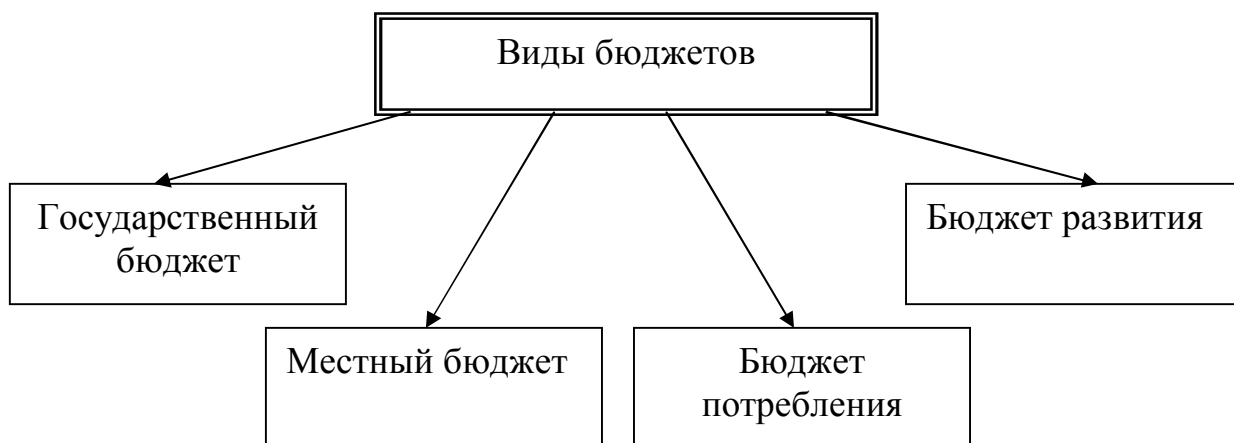 Виды бюджетов
Государственный
бюджет
Бюджет развития
Местный бюджет
Бюджет
потребления